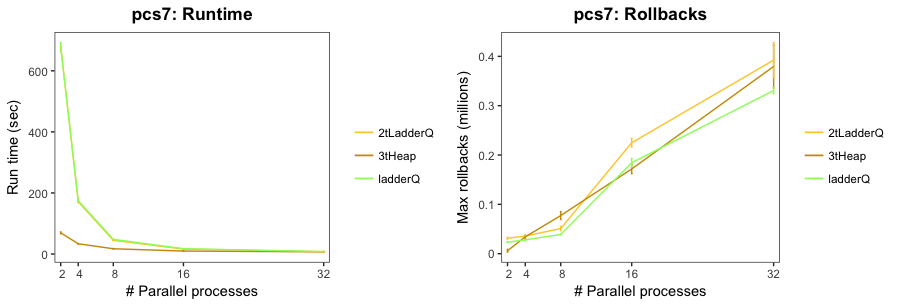 pcs7: Runtime
Run time (sec)
600
400
200
0
2 4 8 16 32
# Parallel processes
2tLadderQ
3tHeap
ladderQ
pcs7: Rollbacks
Max rollbacks (millions)
0.4
0.3
0.2
0.1
0
2 4 8 16 32
# Parallel processes
2tLadderQ
3tHeap
ladderQ